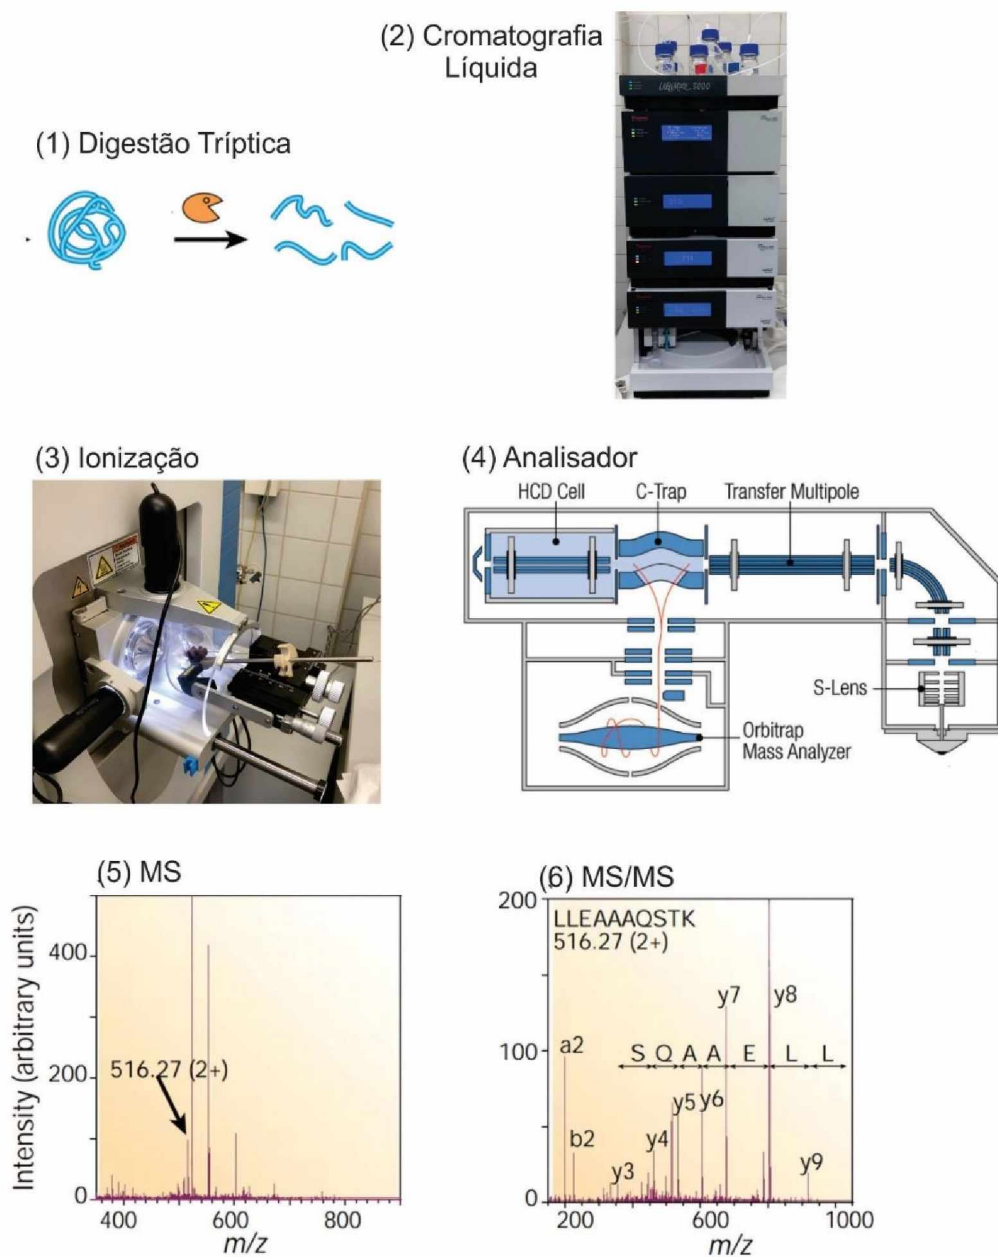 (2) Cromatografia
Líquida
(1) Digestão Tríptica
(3) Ionização
(4) Analisador
HCD Cell
C-Trap
Transfer Multipole
S-Lens
Orbitrap
Mass Analyzer
(5) MS
Intensity (arbitrary units)
400
200
0
516.27 (2+)
400
600
800
m/z
(6) MS/MS
200
100
0
LLEAAAQSTK
516.27 (2+)
y7
y8
a2
S Q A A E L L
y5
y6
b2
y4
y3
y9
200
600
1000
m/z